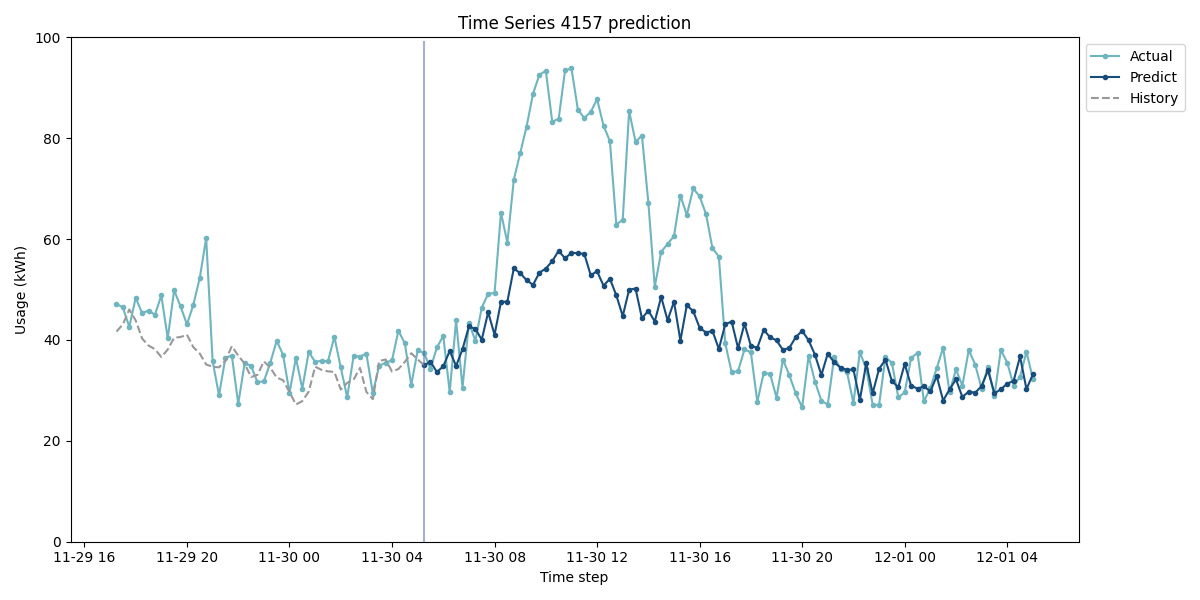 Time Series 4157 prediction
Usage (kWh)
100
80
60
40
20
0
11-29 16
11-29 20
11-30 00
11-30 04
11-30 08
11-30 12
11-30 16
11-30 20
12-01 00
12-01 04
Time step
Actual
Predict
History